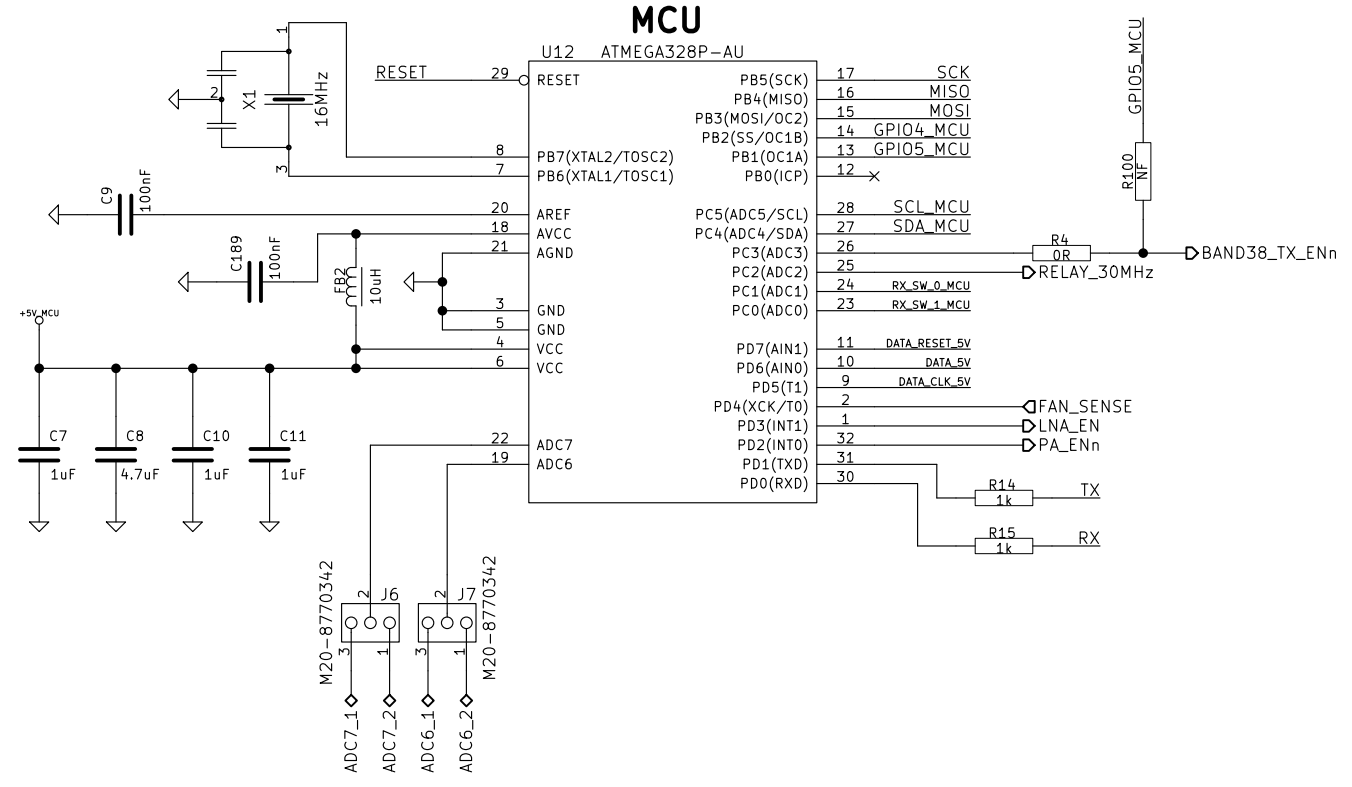 MCU
U12 ATMEGA328P-AU
1
2
3
X1
16MHz
RESET 29 RESET
8 PB7(XTAL2/TOSC2)
7 PB6(XTAL1/TOSC1)
C9
100nF
20 AREF
18 AVCC
21 AGND
C189
100nF
FB2
10uH
3 GND
5 GND
4 VCC
6 VCC
+5V_MCU
C7
1uF
C8
4.7uF
C10
1uF
C11
1uF
22 ADC7
19 ADC6
PB5(SCK) 17 SCK
PB4(MISO) 16 MISO
PB3(MOSI/OC2) 15 MOSI
PB2(SS/OC1B) 14 GPIO4_MCU
PB1(OC1A) 13 GPIO5_MCU
PB0(ICP) 12
PC5(ADC5/SCL) 28 SCL_MCU
PC4(ADC4/SDA) 27 SDA_MCU
PC3(ADC3) 26
PC2(ADC2) 25 RELAY_30MHz
PC1(ADC1) 24 RX_SW_0_MCU
PC0(ADC0) 23 RX_SW_1_MCU
PD7(AIN1) 11 DATA_RESET_5V
PD6(AIN0) 10 DATA_5V
PD5(T1) 9 DATA_CLK_5V
PD4(XCK/T0) 2 FAN_SENSE
PD3(INT1) 1 LNA_EN
PD2(INT0) 32 PA_ENn
PD1(TXD) 31
PD0(RXD) 30
GPIO5_MCU
R100
NF
R4
0R
BAND38_TX_ENn
R14
1k
TX
R15
1k
RX
M20-8770342
J6
2
3
1
ADC7_1
ADC7_2
J7
2
3
1
M20-8770342
ADC6_1
ADC6_2